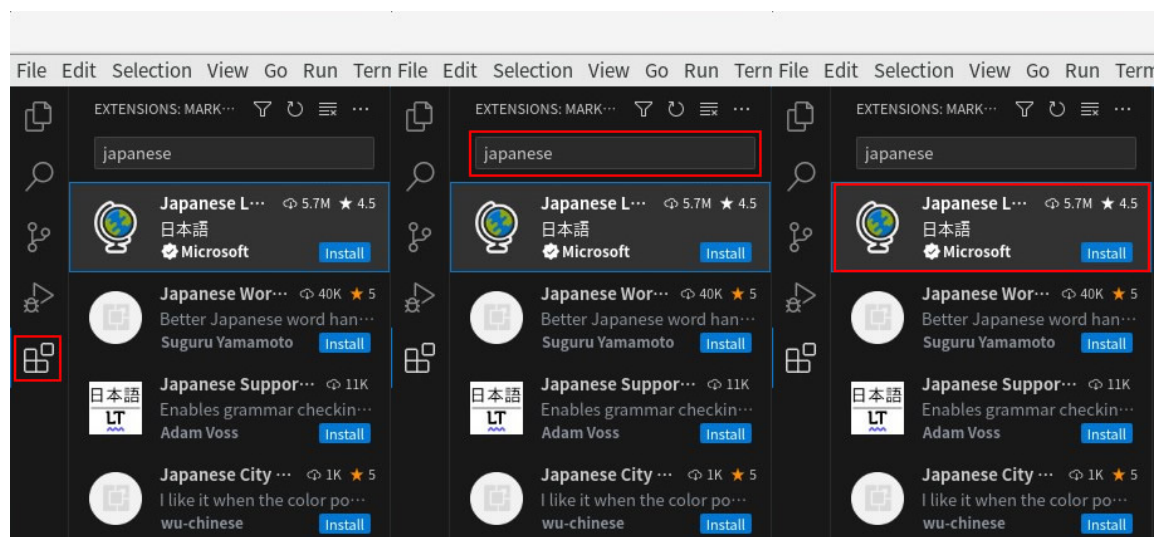 File Edit Selection View Go Run Tern
EXTENSIONS: MARK···
japanese
Japanese L··· 5.7M ★ 4.5
日本語
Microsoft Install
Japanese Wor··· 40K ★ 5
Better Japanese word han···
Suguru Yamamoto Install
日本語
LT
Japanese Suppor··· 11K
Enables grammar checkin···
Adam Voss Install
Japanese City ··· 1K ★ 5
I like it when the color po···
wu-chinese Install
File Edit Selection View Go Run Tern
EXTENSIONS: MARK···
japanese
Japanese L··· 5.7M ★ 4.5
日本語
Microsoft Install
Japanese Wor··· 40K ★ 5
Better Japanese word han···
Suguru Yamamoto Install
日本語
LT
Japanese Suppor··· 11K
Enables grammar checkin···
Adam Voss Install
Japanese City ··· 1K ★ 5
I like it when the color po···
wu-chinese Install
File Edit Selection View Go Run Tern
EXTENSIONS: MARK···
japanese
Japanese L··· 5.7M ★ 4.5
日本語
Microsoft Install
Japanese Wor··· 40K ★ 5
Better Japanese word han···
Suguru Yamamoto Install
日本語
LT
Japanese Suppor··· 11K
Enables grammar checkin···
Adam Voss Install
Japanese City ··· 1K ★ 5
I like it when the color po···
wu-chinese Install